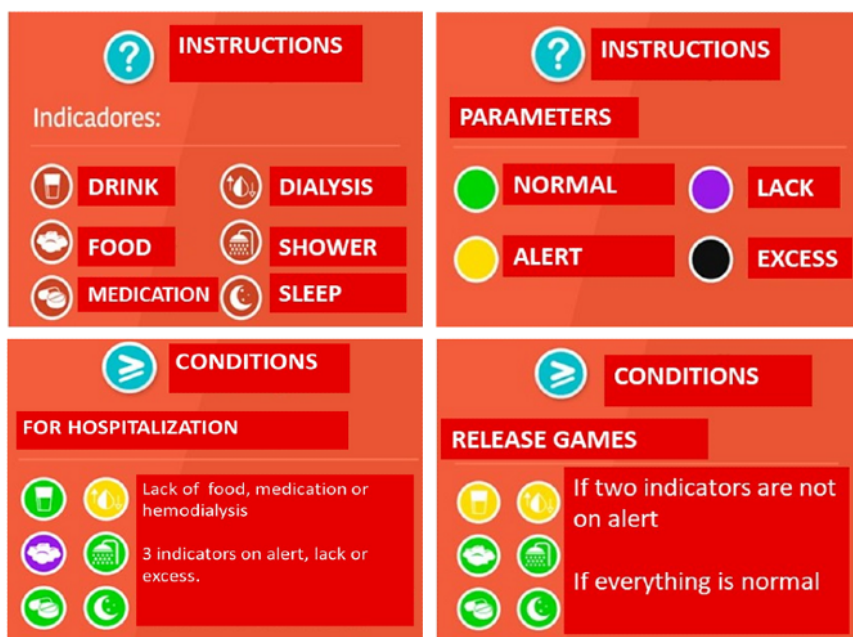 ? INSTRUCTIONS
Indicadores:
DRINK DIALYSIS
FOOD SHOWER
MEDICATION SLEEP
? INSTRUCTIONS
PARAMETERS
NORMAL LACK
ALERT EXCESS
≥ CONDITIONS
FOR HOSPITALIZATION
Lack of food, medication or
hemodialysis
3 indicators on alert, lack or
excess.
≥ CONDITIONS
RELEASE GAMES
If two indicators are not
on alert
If everything is normal